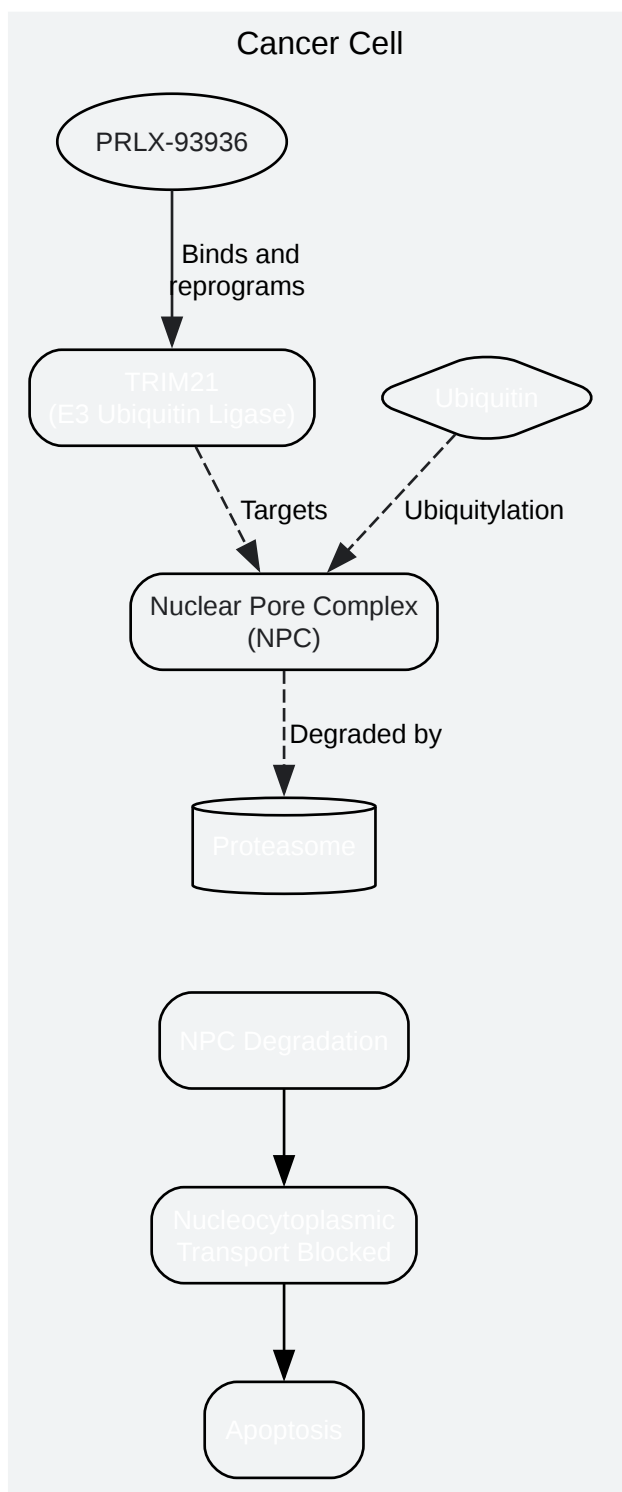 Cancer Cell
PRLX-93936
Binds and
reprograms
TRIM21
(E3 Ubiquitin Ligase)
Ubiquitin
Targets
Ubiquitylation
Nuclear Pore Complex
(NPC)
Degraded by
Proteasome
NPC Degradation
Nucleocytoplasmic
Transport Blocked
Apoptosis